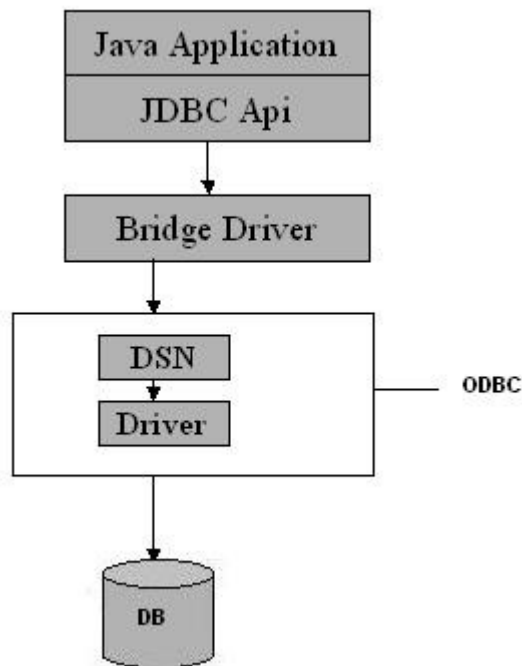 Java Application
JDBC Api
Bridge Driver
DSN
Driver
ODBC
DB